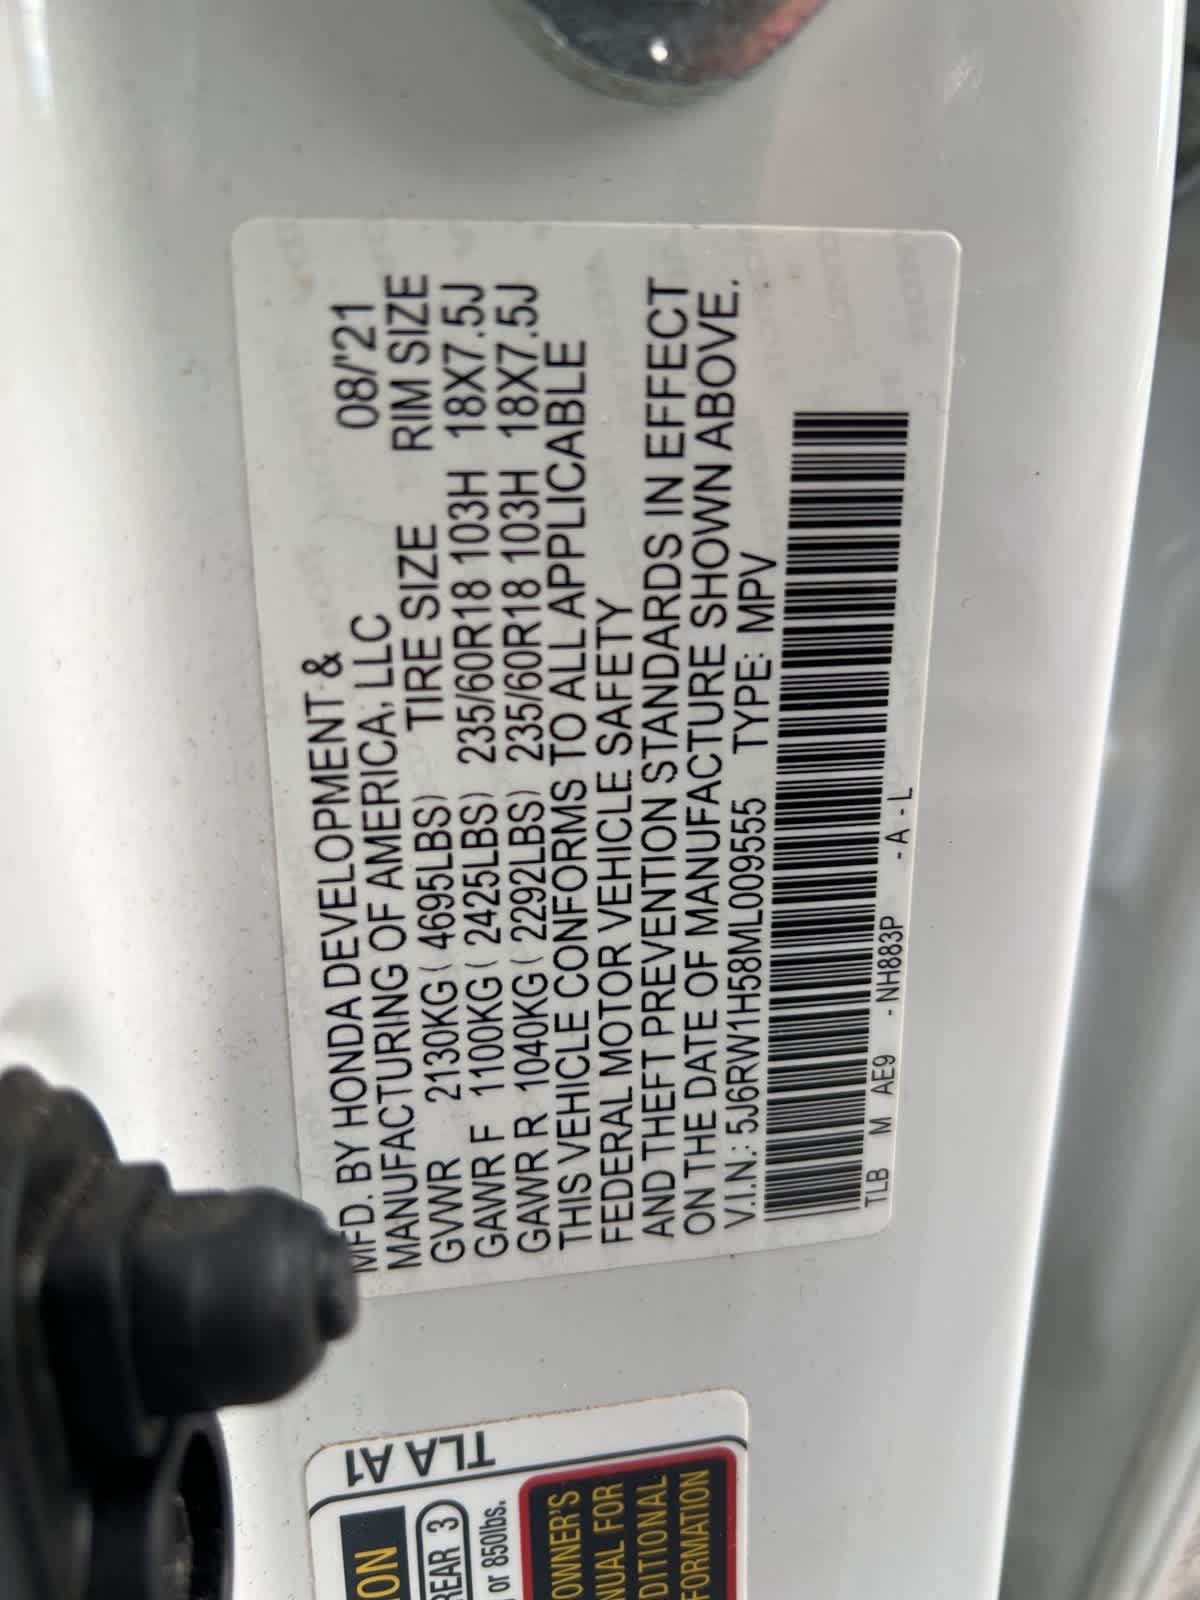 MFD. BY HONDA DEVELOPMENT & 08/'21
MANUFACTURING OF AMERICA, LLC
TIRE SIZE RIM SIZE
GVWR 2130KG ( 4695LBS)
GAWR F 1100KG ( 2425LBS) 235/60R18 103H 18X7.5J
GAWR R 1040KG ( 2292LBS) 235/60R18 103H 18X7.5J
THIS VEHICLE CONFORMS TO ALL APPLICABLE
FEDERAL MOTOR VEHICLE SAFETY
AND THEFT PREVENTION STANDARDS IN EFFECT
ON THE DATE OF MANUFACTURE SHOWN ABOVE.
V.I.N.: 5J6RW1H58ML009555 TYPE: MPV
TLB M AE9 - NH883P - A - L
TLA A1
ION
REAR 3
or 850lbs.
OWNER'S
NUAL FOR
DITIONAL
FORMATION